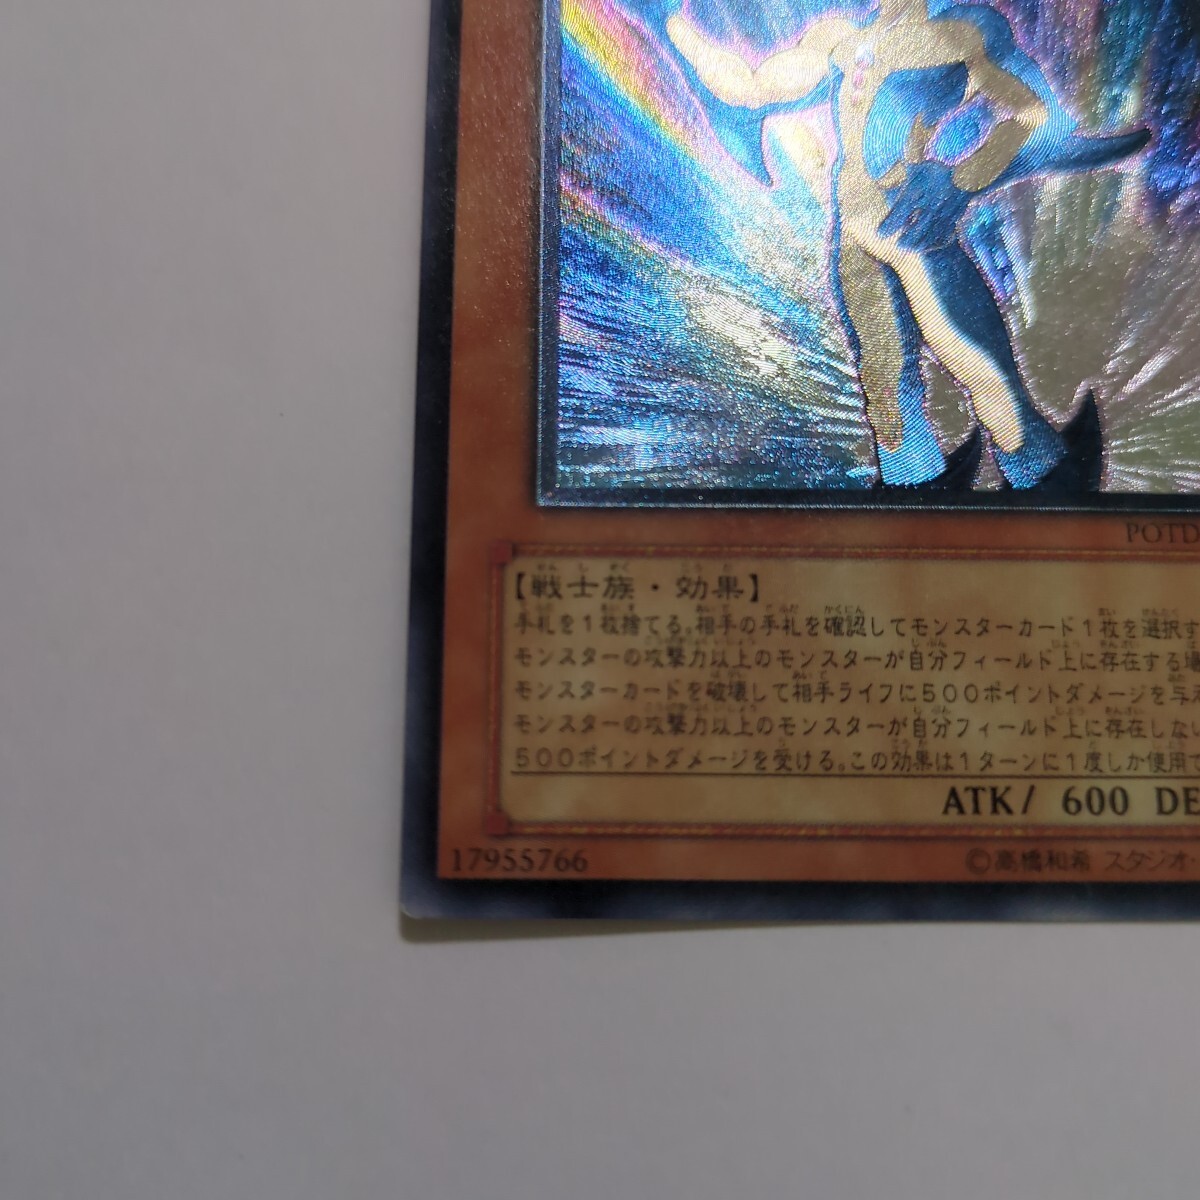 POTD
【戦士族・効果】
手札を1枚捨てる。相手の手札を確認してモンスターカード1枚を選択す
モンスターの攻撃力以上のモンスターが自分フィールド上に存在する場
モンスターカードを破壊して相手ライフに500ポイントダメージを与え
モンスターの攻撃力以上のモンスターが自分フィールド上に存在しない
500ポイントダメージを受ける。この効果は1ターンに1度しか使用で
ATK/ 600 DE
17955766 ©高橋和希 スタジオ・